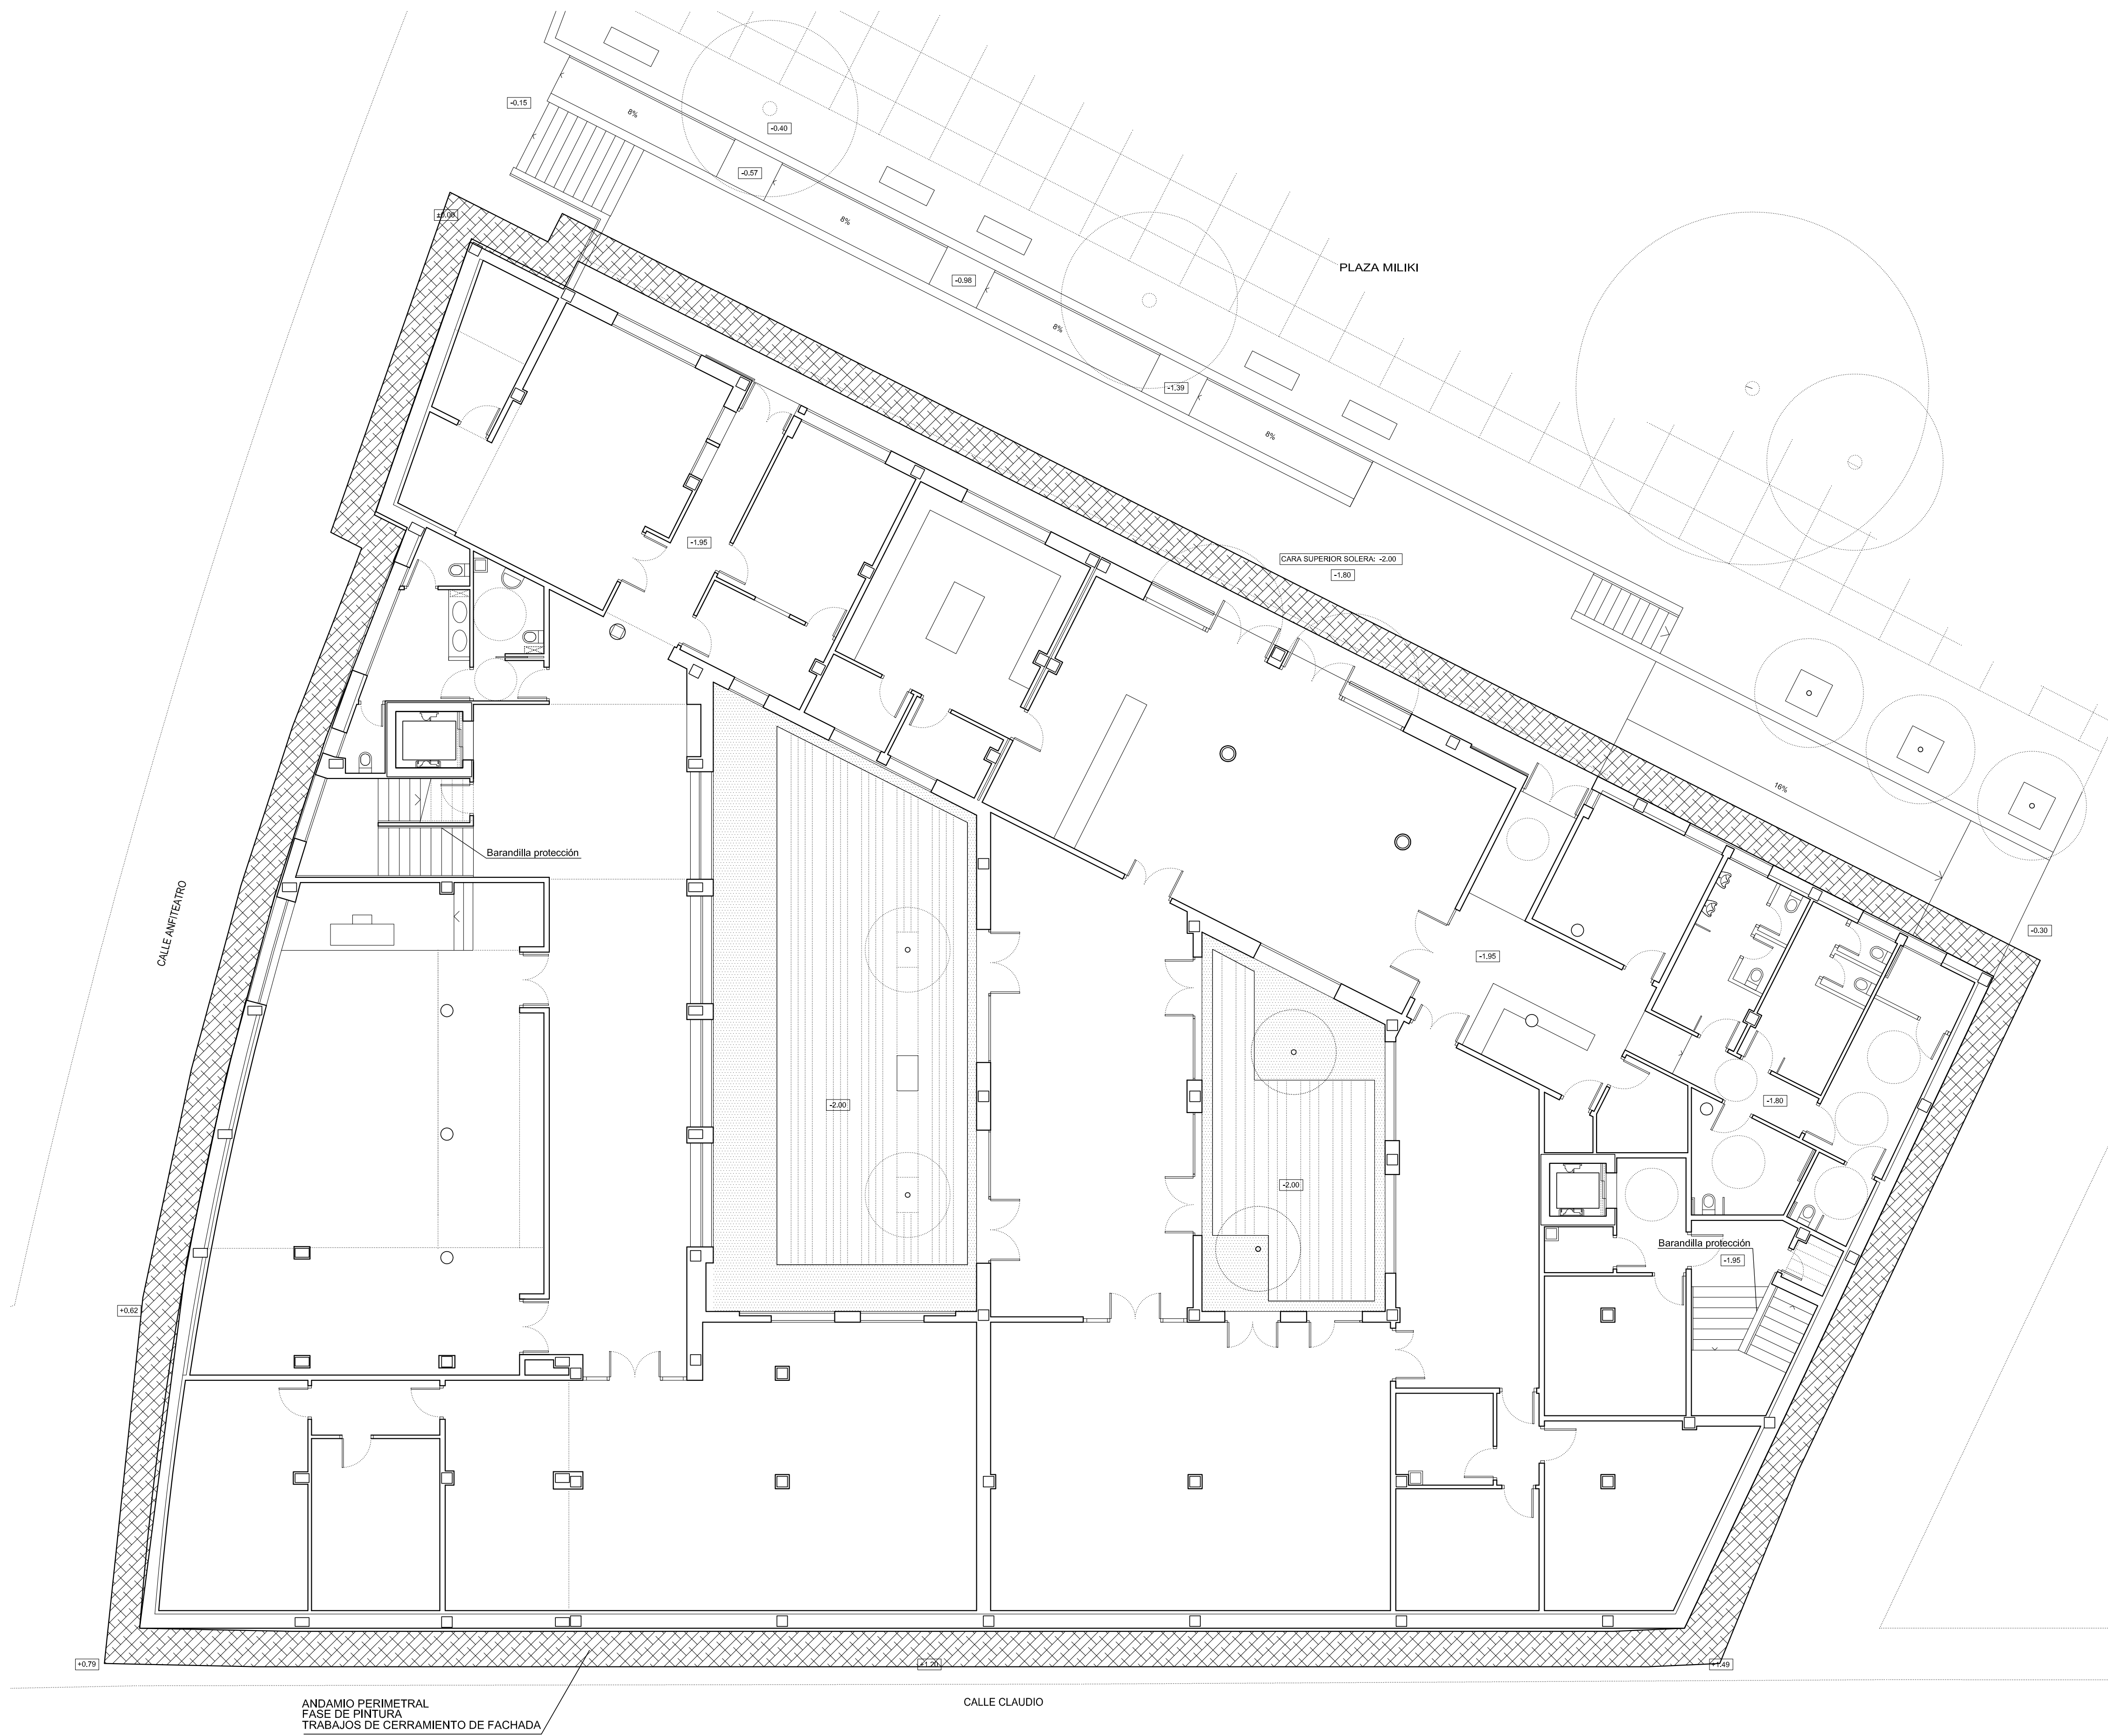 -0.15
8%
-0.40
-0.57
±0.00
8%
PLAZA MILIKI
-0.98
8%
-1.39
8%
-1.95
CARA SUPERIOR SOLERA: -2.00
-1.80
16%
Barandilla protección
CALLE ANFITEATRO
-0.30
-1.95
-2.00
-1.80
-2.00
Barandilla protección
-1.95
+0.62
+0.79
+1.20
+1.49
CALLE CLAUDIO
ANDAMIO PERIMETRAL
FASE DE PINTURA
TRABAJOS DE CERRAMIENTO DE FACHADA